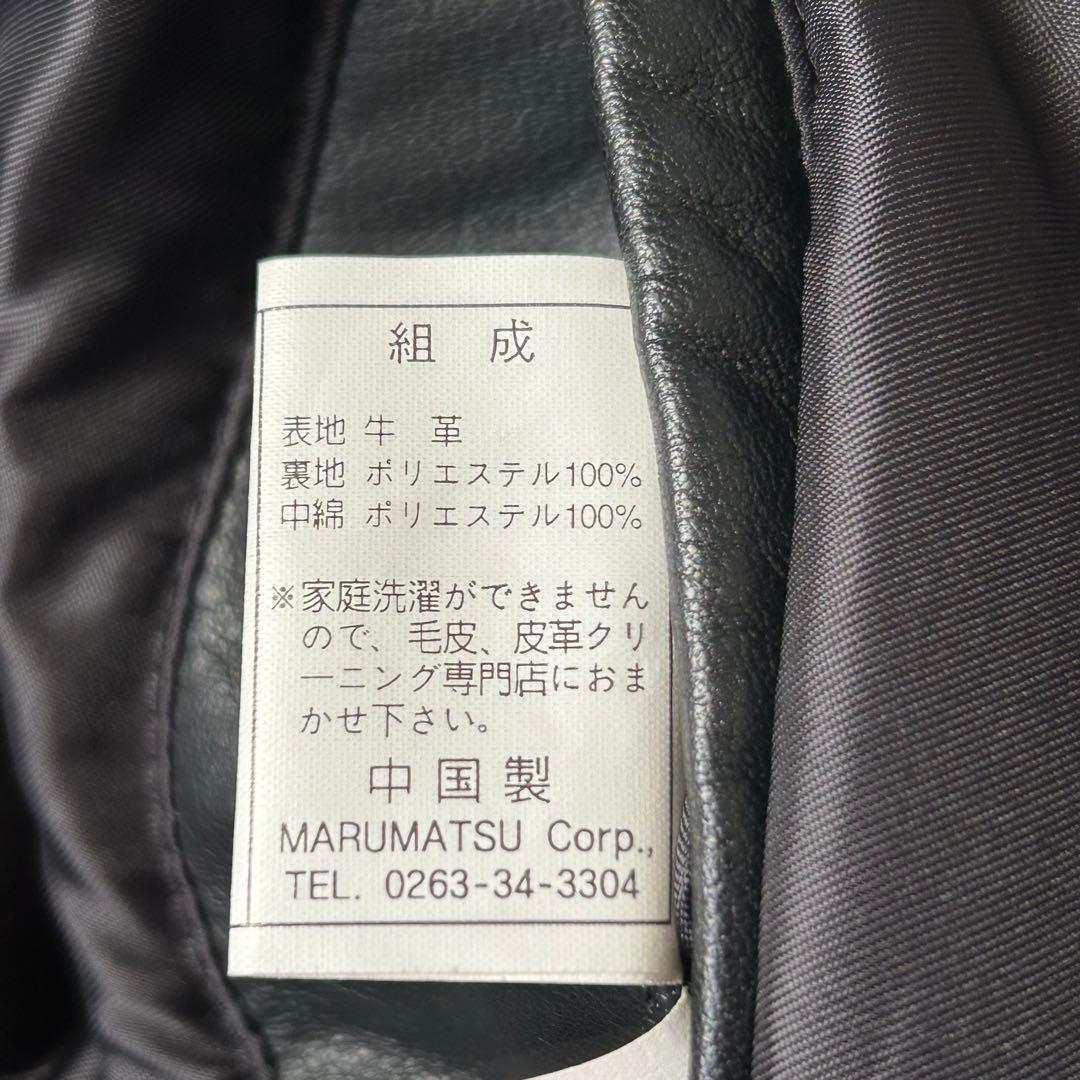 組 成
表地 牛 革
裏地 ポリエステル100%
中綿 ポリエステル100%
※家庭洗濯ができません
ので、毛皮、皮革クリ
ーニング専門店におま
かせ下さい。
中国製
MARUMATSU Corp.,
TEL. 0263-34-3304